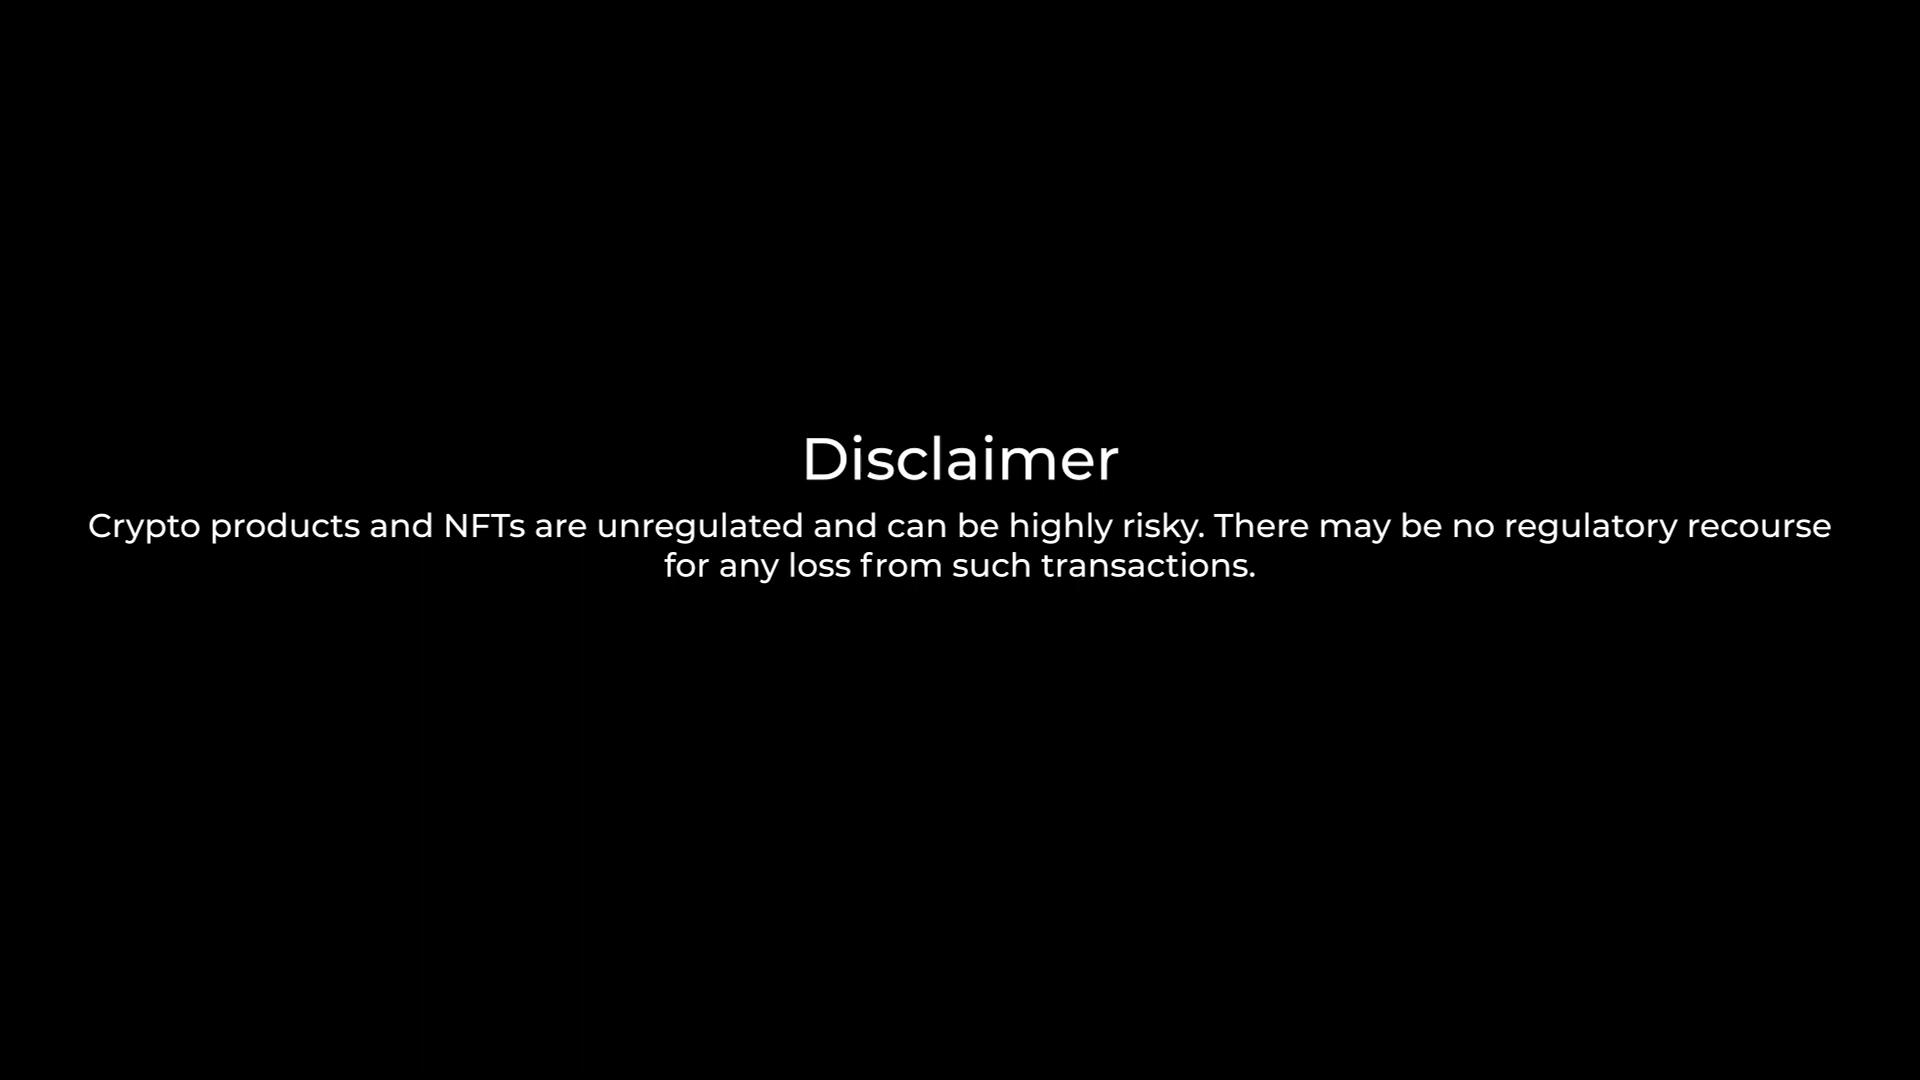 Disclaimer
Crypto products and NFTs are unregulated and can be highly risky. There may be no regulatory recourse
for any loss from such transactions.